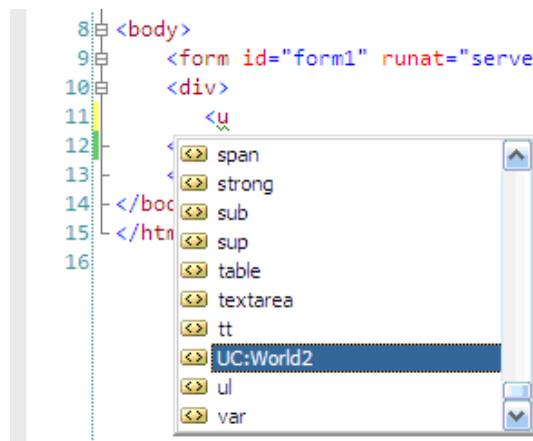 8 <body>
9 <form id="form1" runat="serve
10 <div>
11 <u
12 <
13 <
14 </bod
15 </htm
16
span
strong
sub
sup
table
textarea
tt
UC:World2
ul
var